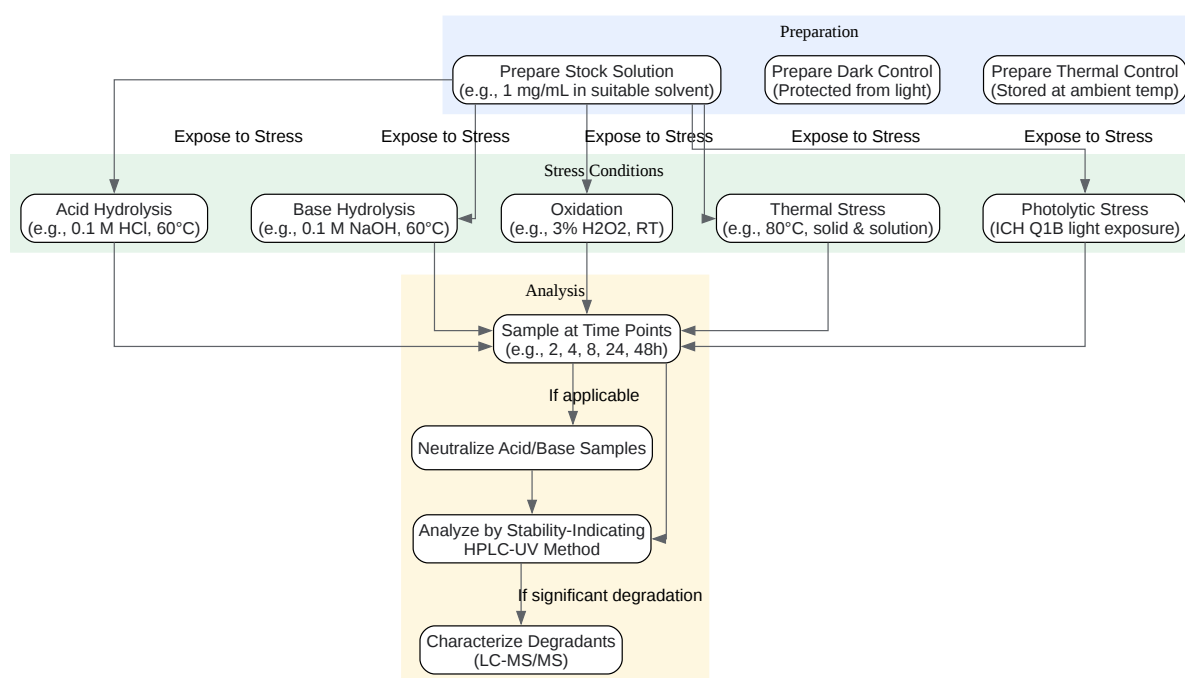 Preparation
Prepare Stock Solution
(e.g., 1 mg/mL in suitable solvent)
Prepare Dark Control
(Protected from light)
Prepare Thermal Control
(Stored at ambient temp)
Expose to Stress
Expose to Stress
Expose to Stress
Expose to Stress
Expose to Stress
Stress Conditions
Acid Hydrolysis
(e.g., 0.1 M HCl, 60°C)
Base Hydrolysis
(e.g., 0.1 M NaOH, 60°C)
Oxidation
(e.g., 3% H2O2, RT)
Thermal Stress
(e.g., 80°C, solid & solution)
Photolytic Stress
(ICH Q1B light exposure)
Analysis
Sample at Time Points
(e.g., 2, 4, 8, 24, 48h)
If applicable
Neutralize Acid/Base Samples
Analyze by Stability-Indicating
HPLC-UV Method
If significant degradation
Characterize Degradants
(LC-MS/MS)